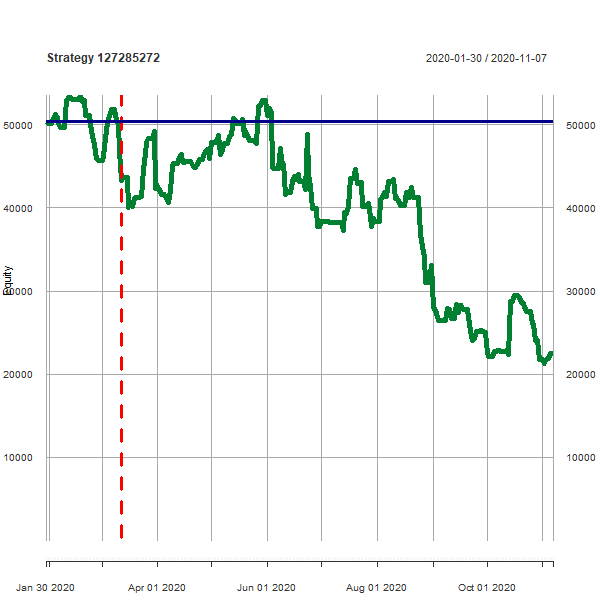 Strategy 127285272
2020-01-30 / 2020-11-07
50000
50000
40000
40000
Equity
30000
30000
20000
20000
10000
10000
Jan 30 2020
Apr 01 2020
Jun 01 2020
Aug 01 2020
Oct 01 2020